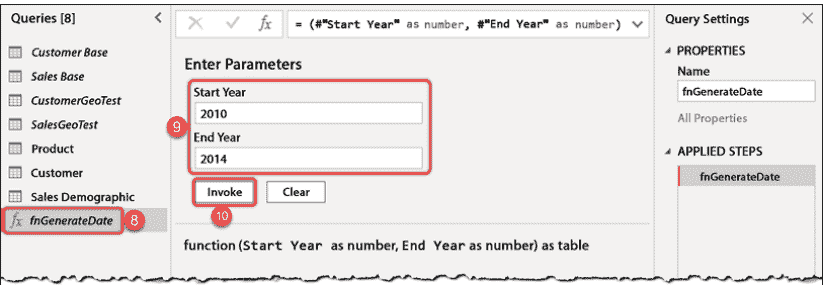 Queries [8]
Customer Base
Sales Base
CustomerGeoTest
SalesGeoTest
Product
Customer
Sales Demographic
fx fnGenerateDate
8
fx
= (#"Start Year" as number, #"End Year" as number)
Enter Parameters
Start Year
2010
9
End Year
2014
Invoke
Clear
10
function (Start Year as number, End Year as number) as table
Query Settings
PROPERTIES
Name
fnGenerateDate
All Properties
APPLIED STEPS
fnGenerateDate